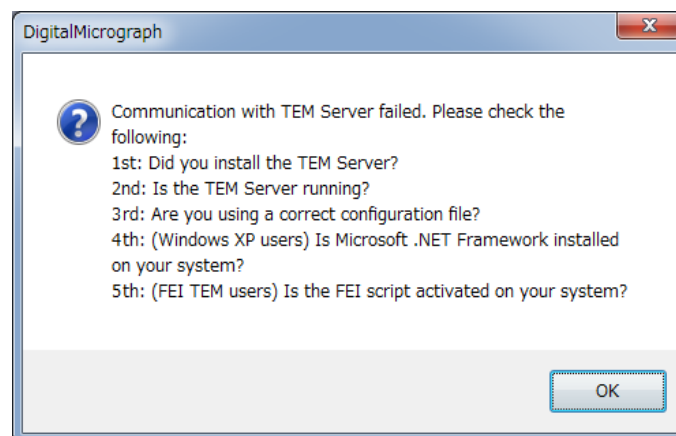 DigitalMicrograph
Communication with TEM Server failed. Please check the
following:
1st: Did you install the TEM Server?
2nd: Is the TEM Server running?
3rd: Are you using a correct configuration file?
4th: (Windows XP users) Is Microsoft .NET Framework installed
on your system?
5th: (FEI TEM users) Is the FEI script activated on your system?
OK